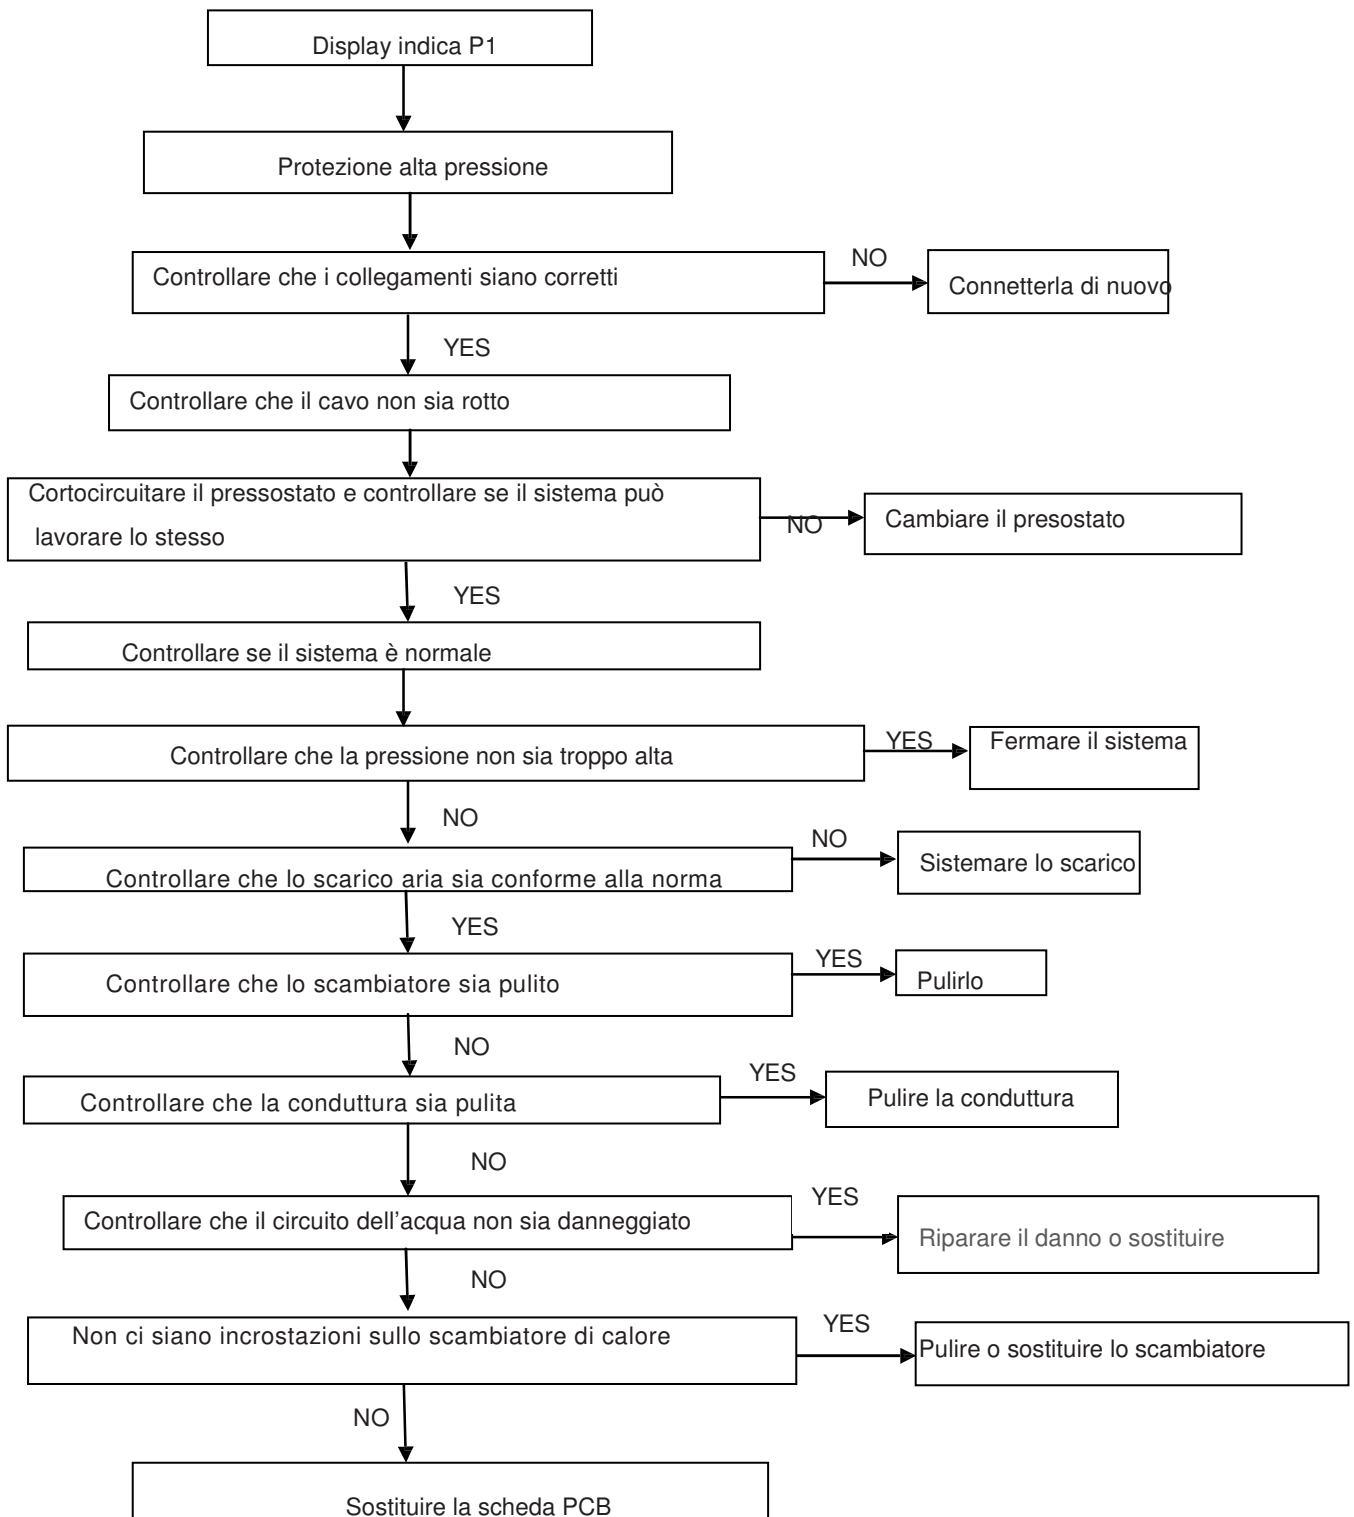 Display indica P1
Protezione alta pressione
Controllare che i collegamenti siano corretti
NO
Connetterla di nuovo
YES
Controllare che il cavo non sia rotto
Cortocircuitare il pressostato e controllare se il sistema può
lavorare lo stesso
NO
Cambiare il presostato
YES
Controllare se il sistema è normale
Controllare che la pressione non sia troppo alta
YES
Fermare il sistema
NO
NO
Controllare che lo scarico aria sia conforme alla norma
Sistemare lo scarico
YES
Controllare che lo scambiatore sia pulito
YES
Pulirlo
NO
Controllare che la conduttura sia pulita
YES
Pulire la conduttura
NO
Controllare che il circuito dell'acqua non sia danneggiato
YES
Riparare il danno o sostituire
NO
Non ci siano incrostazioni sullo scambiatore di calore
YES
Pulire o sostituire lo scambiatore
NO
Sostituire la scheda PCB